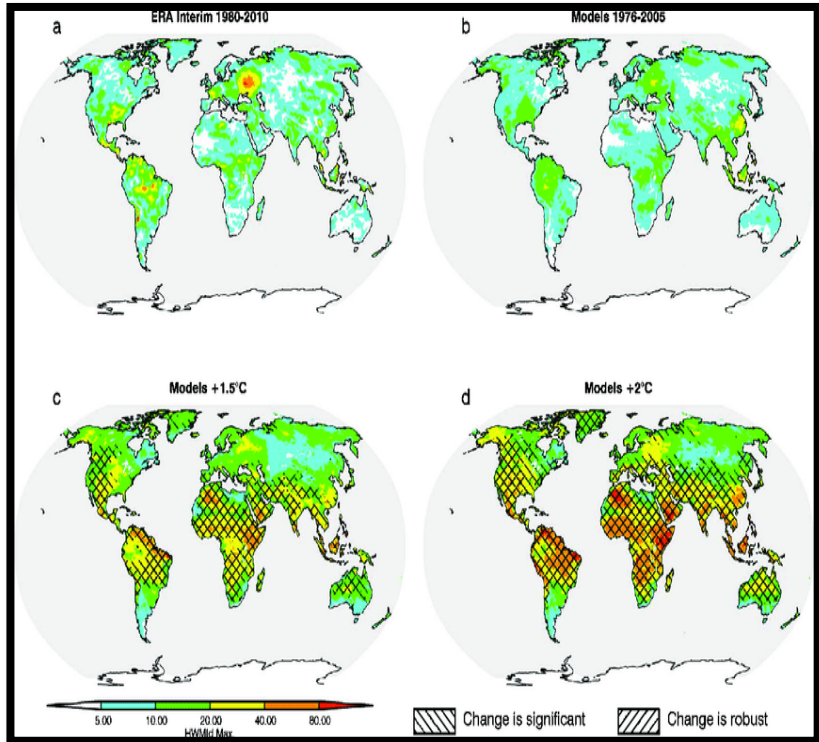 ERA Interim 1980-2010
Models 1976-2005
a
b
Models +1.5°C
Models +2°C
c
d
5.00 10.00 20.00 40.00 80.00
HWMId Max.
Change is significant
Change is robust